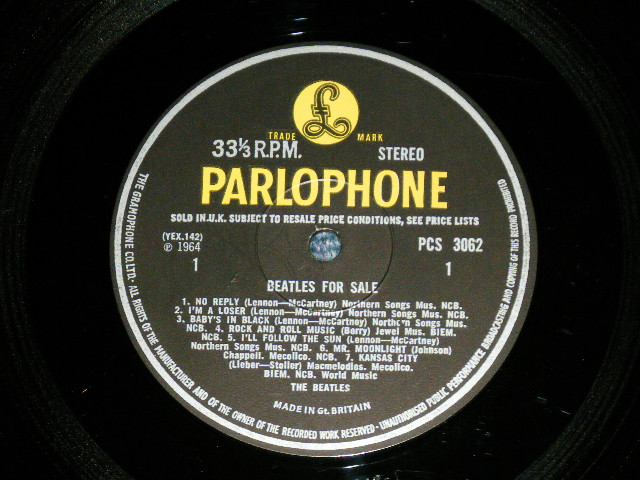 £
TRADE MARK
33⅓ R.P.M. STEREO
PARLOPHONE
SOLD IN U.K. SUBJECT TO RESALE PRICE CONDITIONS, SEE PRICE LISTS
(YEX.142) PCS 3062
℗ 1964
1 1
BEATLES FOR SALE
1. NO REPLY (Lennon—McCartney) Northern Songs Mus. NCB.
2. I'M A LOSER (Lennon—McCartney) Northern Songs Mus. NCB.
3. BABY'S IN BLACK (Lennon—McCartney) Northern Songs Mus.
NCB. 4. ROCK AND ROLL MUSIC (Berry) Jewel Mus. BIEM.
NCB. 5. I'LL FOLLOW THE SUN (Lennon—McCartney)
Northern Songs Mus. NCB. 6. MR. MOONLIGHT (Johnson)
Chappell. Mecolico. NCB. 7. KANSAS CITY
(Lieber—Stoller) Macmelodies. Mecolico.
BIEM. NCB. World Music
THE BEATLES
MADE IN Gt. BRITAIN
THE GRAMOPHONE CO. LTD. ALL RIGHTS OF THE MANUFACTURER AND OF THE OWNER OF THE RECORDED WORK RESERVED - UNAUTHORISED PUBLIC PERFORMANCE BROADCASTING AND COPYING OF THIS RECORD PROHIBITED